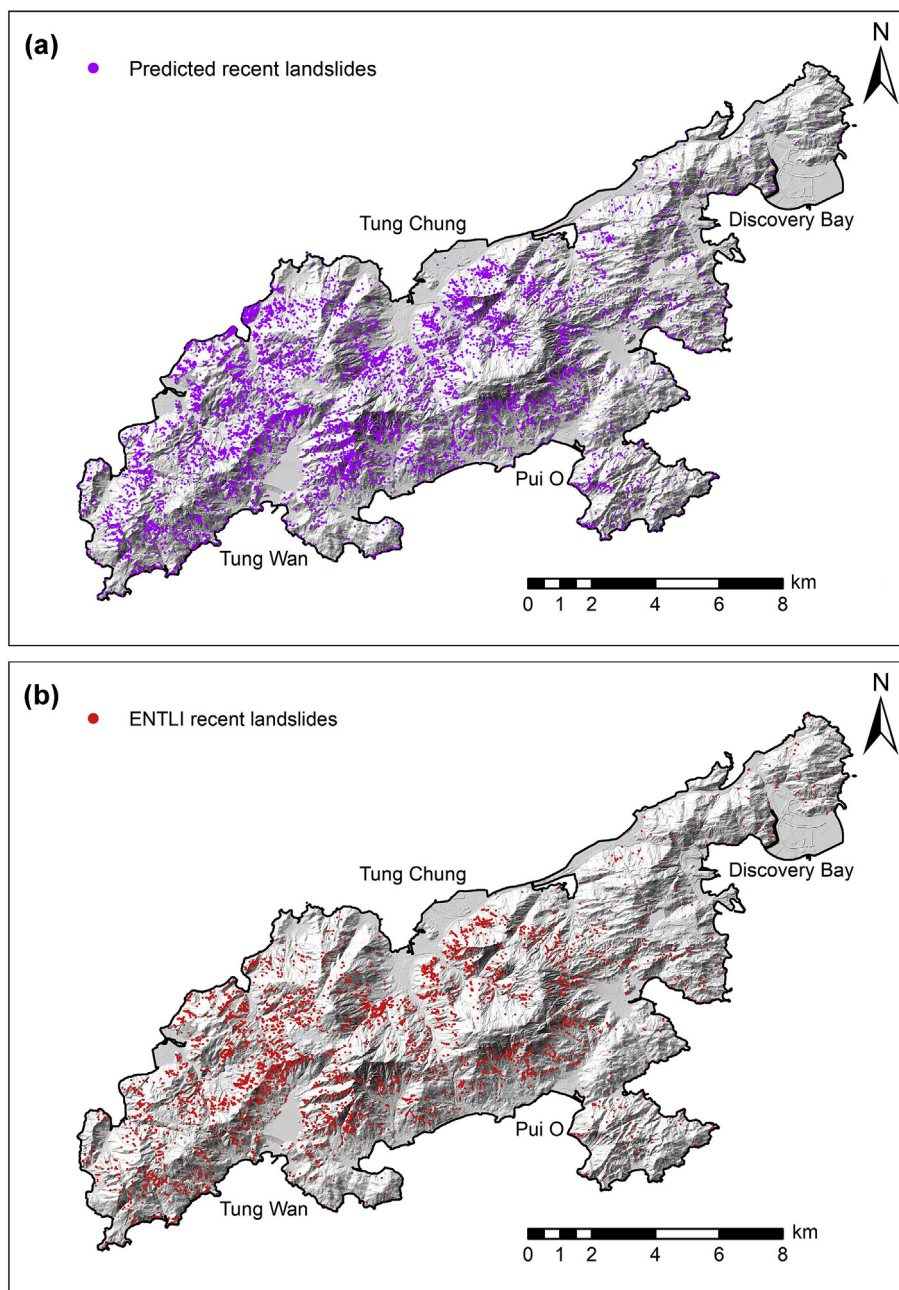 (a)
Predicted recent landslides
N
Tung Chung
Discovery Bay
Pui O
Tung Wan
km
0 1 2 4 6 8
(b)
ENTLI recent landslides
N
Tung Chung
Discovery Bay
Pui O
Tung Wan
km
0 1 2 4 6 8